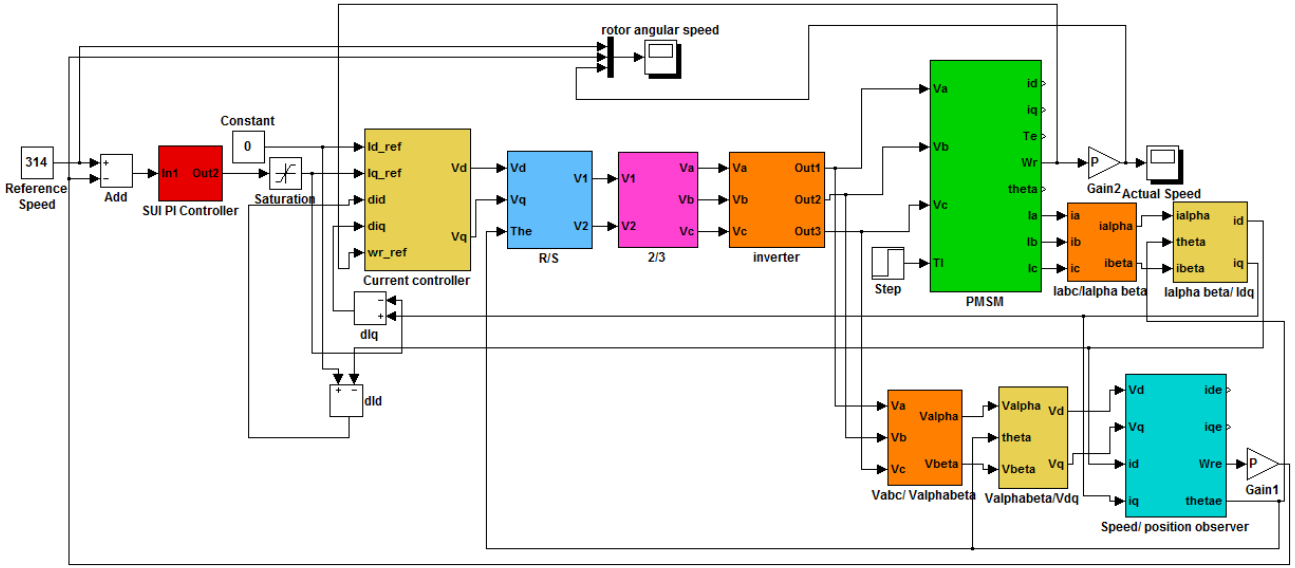 rotor angular speed
314
Reference
Speed
+
−
Add
In1 Out2
SUI PI Controller
Constant
0
Saturation
Id_ref
Iq_ref
did
diq
wr_ref
Vd
Vq
Current controller
−
+
dIq
+ −
dId
Vd
Vq
The
V1
V2
R/S
V1
V2
Va
Vb
Vc
2/3
Va
Vb
Vc
Out1
Out2
Out3
inverter
Step
Va
Vb
Vc
Tl
id
iq
Te
Wr
theta
Ia
Ib
Ic
PMSM
P
Gain2
Actual Speed
ia
ib
ic
ialpha
ibeta
Iabc/Ialpha beta
ialpha
theta
ibeta
id
iq
Ialpha beta/ Idq
Va
Vb
Vc
Valpha
Vbeta
Vabc/ Valphabeta
Valpha
theta
Vbeta
Vd
Vq
Valphabeta/Vdq
Vd
Vq
id
iq
ide
iqe
Wre
thetae
Speed/ position observer
P
Gain1